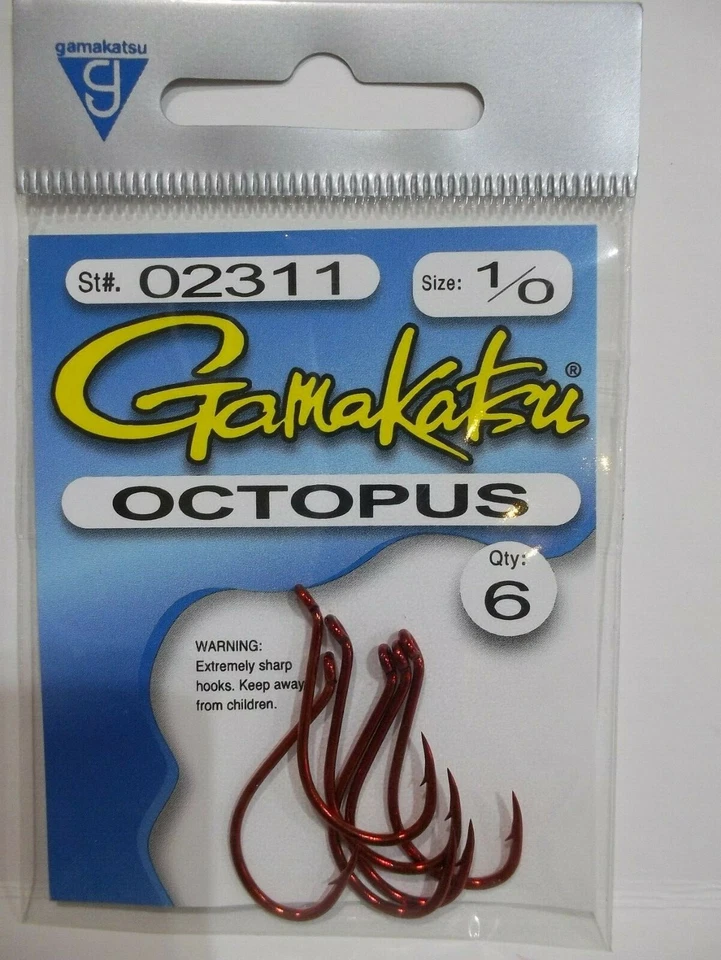 gamakatsu
g
St#. 02311
Size: 1/0
Gamakatsu®
OCTOPUS
Qty:
6
WARNING:
Extremely sharp
hooks. Keep away
from children.